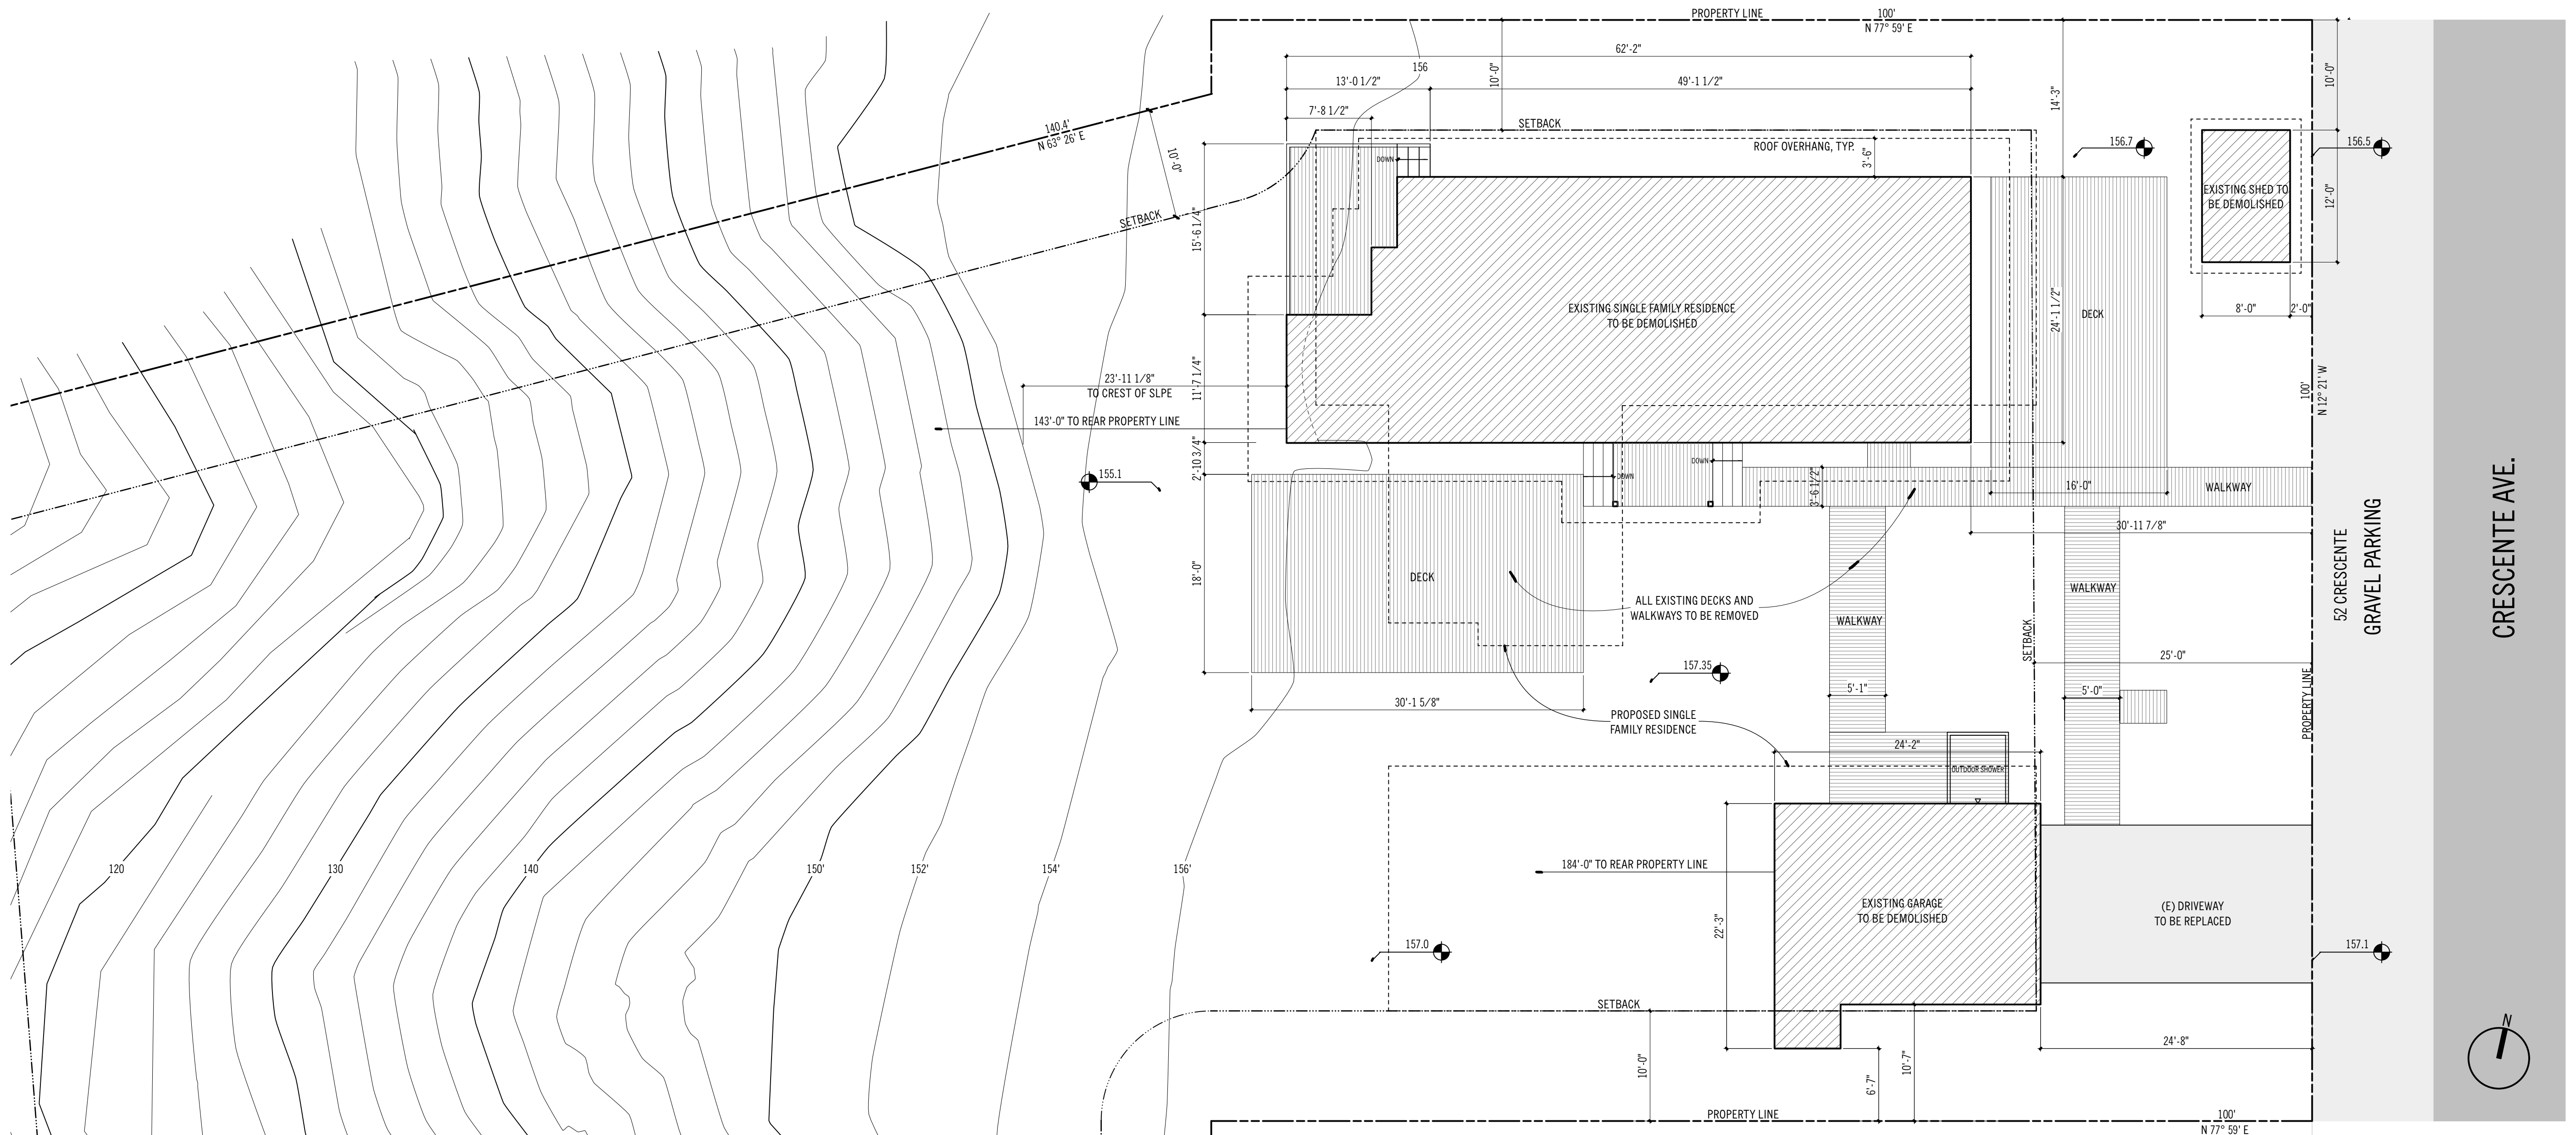 PROPERTY LINE
100'
N 77° 59' E
62'-2"
13'-0 1/2"
156
10'-0"
49'-1 1/2"
14'-3"
10'-0"
7'-8 1/2"
140.4'
N 63° 26' E
10'-0"
SETBACK
SETBACK
ROOF OVERHANG, TYP.
3'-6"
DOWN
156.7
156.5
EXISTING SHED TO
BE DEMOLISHED
12'-0"
15'-6 1/4"
EXISTING SINGLE FAMILY RESIDENCE
TO BE DEMOLISHED
24'-1 1/2"
DECK
8'-0"
2'-0"
23'-11 1/8"
TO CREST OF SLPE
11'-7 1/4"
100'
N 12° 21' W
143'-0" TO REAR PROPERTY LINE
2'-10 3/4"
155.1
DOWN
DOWN
3'-6 1/2"
16'-0"
WALKWAY
30'-11 7/8"
18'-0"
DECK
ALL EXISTING DECKS AND
WALKWAYS TO BE REMOVED
WALKWAY
WALKWAY
52 CRESCENTE
GRAVEL PARKING
CRESCENTE AVE.
SETBACK
25'-0"
157.35
5'-1"
5'-0"
PROPERTY LINE
30'-1 5/8"
PROPOSED SINGLE
FAMILY RESIDENCE
24'-2"
OUTDOOR SHOWER
120
130
140
150'
152'
154'
156'
184'-0" TO REAR PROPERTY LINE
22'-3"
EXISTING GARAGE
TO BE DEMOLISHED
(E) DRIVEWAY
TO BE REPLACED
157.0
157.1
SETBACK
10'-0"
6'-7"
10'-7"
24'-8"
N
PROPERTY LINE
100'
N 77° 59' E